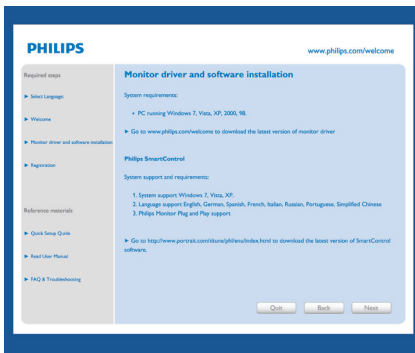 PHILIPS
www.philips.com/welcome
Required steps
► Select Language
► Welcome
► Monitor driver and software installation
► Registration
Reference materials
► Quick Setup Guide
► Read User Manual
► FAQ & Troubleshooting
Monitor driver and software installation
System requirements:
• PC running Windows 7, Vista, XP, 2000, 98.
► Go to www.philips.com/welcome to download the latest version of monitor driver
Philips SmartControl
System support and requirements:
1. System support Windows 7, Vista, XP.
2. Language support English, German, Spanish, French, Italian, Russian, Portuguese, Simplified Chinese
3. Philips Monitor Plug and Play support
► Go to http://www.portrait.com/dtune/phl/enu/index.html to download the latest version of SmartControl
software.
Quit
Back
Next